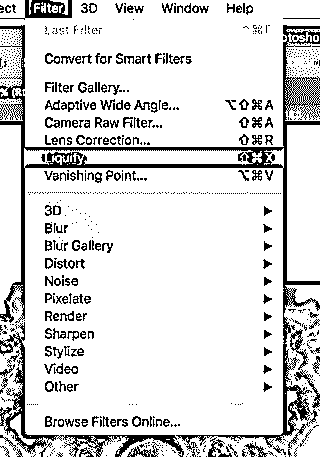 ect Filter 3D View Window Help
Last Filter ^⌘F
Convert for Smart Filters
Filter Gallery...
Adaptive Wide Angle... ⌥⇧⌘A
Camera Raw Filter... ⇧⌘A
Lens Correction... ⇧⌘R
Liquify... ⇧⌘X
Vanishing Point... ⌥⌘V
3D
Blur
Blur Gallery
Distort
Noise
Pixelate
Render
Sharpen
Stylize
Video
Other
Browse Filters Online...